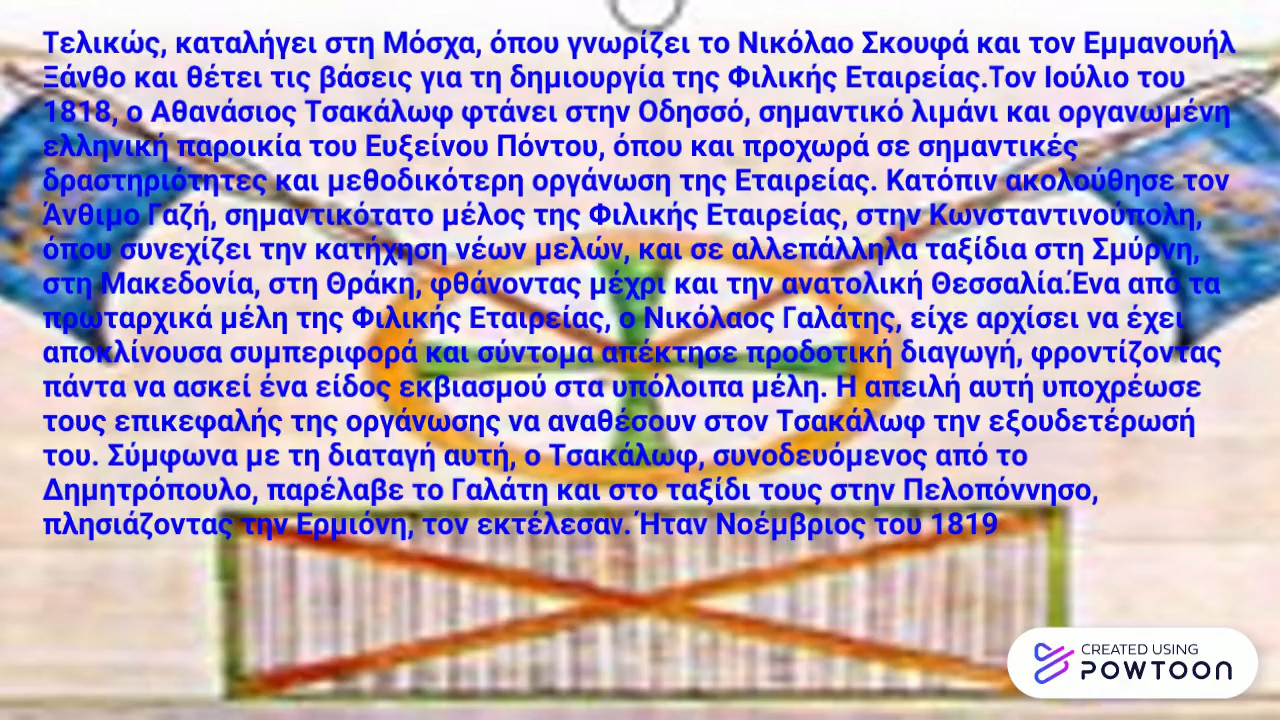 Τελικώς, καταλήγει στη Μόσχα, όπου γνωρίζει το Νικόλαο Σκουφά και τον Εμμανουήλ
Ξάνθο και θέτει τις βάσεις για τη δημιουργία της Φιλικής Εταιρείας.Τον Ιούλιο του
1818, ο Αθανάσιος Τσακάλωφ φτάνει στην Οδησσό, σημαντικό λιμάνι και οργανωμένη
ελληνική παροικία του Ευξείνου Πόντου, όπου και προχωρά σε σημαντικές
δραστηριότητες και μεθοδικότερη οργάνωση της Εταιρείας. Κατόπιν ακολούθησε τον
Άνθιμο Γαζή, σημαντικότατο μέλος της Φιλικής Εταιρείας, στην Κωνσταντινούπολη,
όπου συνεχίζει την κατήχηση νέων μελών, και σε αλλεπάλληλα ταξίδια στη Σμύρνη,
στη Μακεδονία, στη Θράκη, φθάνοντας μέχρι και την ανατολική Θεσσαλία.Ένα από τα
πρωταρχικά μέλη της Φιλικής Εταιρείας, ο Νικόλαος Γαλάτης, είχε αρχίσει να έχει
αποκλίνουσα συμπεριφορά και σύντομα απέκτησε προδοτική διαγωγή, φροντίζοντας
πάντα να ασκεί ένα είδος εκβιασμού στα υπόλοιπα μέλη. Η απειλή αυτή υποχρέωσε
τους επικεφαλής της οργάνωσης να αναθέσουν στον Τσακάλωφ την εξουδετέρωσή
του. Σύμφωνα με τη διαταγή αυτή, ο Τσακάλωφ, συνοδευόμενος από το
Δημητρόπουλο, παρέλαβε το Γαλάτη και στο ταξίδι τους στην Πελοπόννησο,
πλησιάζοντας την Ερμιόνη, τον εκτέλεσαν. Ήταν Νοέμβριος του 1819
CREATED USING
POWTOON